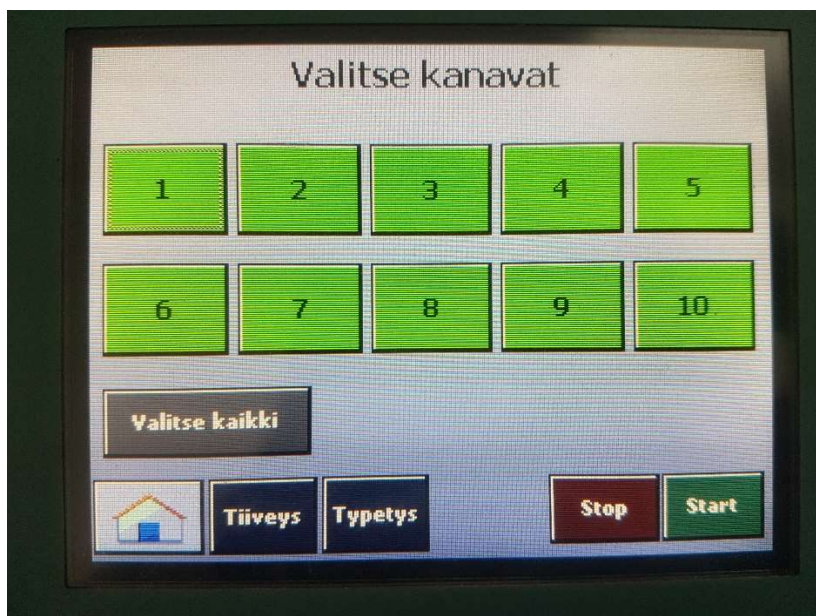 Valitse kanavat
1 2 3 4 5
6 7 8 9 10
Valitse kaikki
Tiiveys Typetys Stop Start